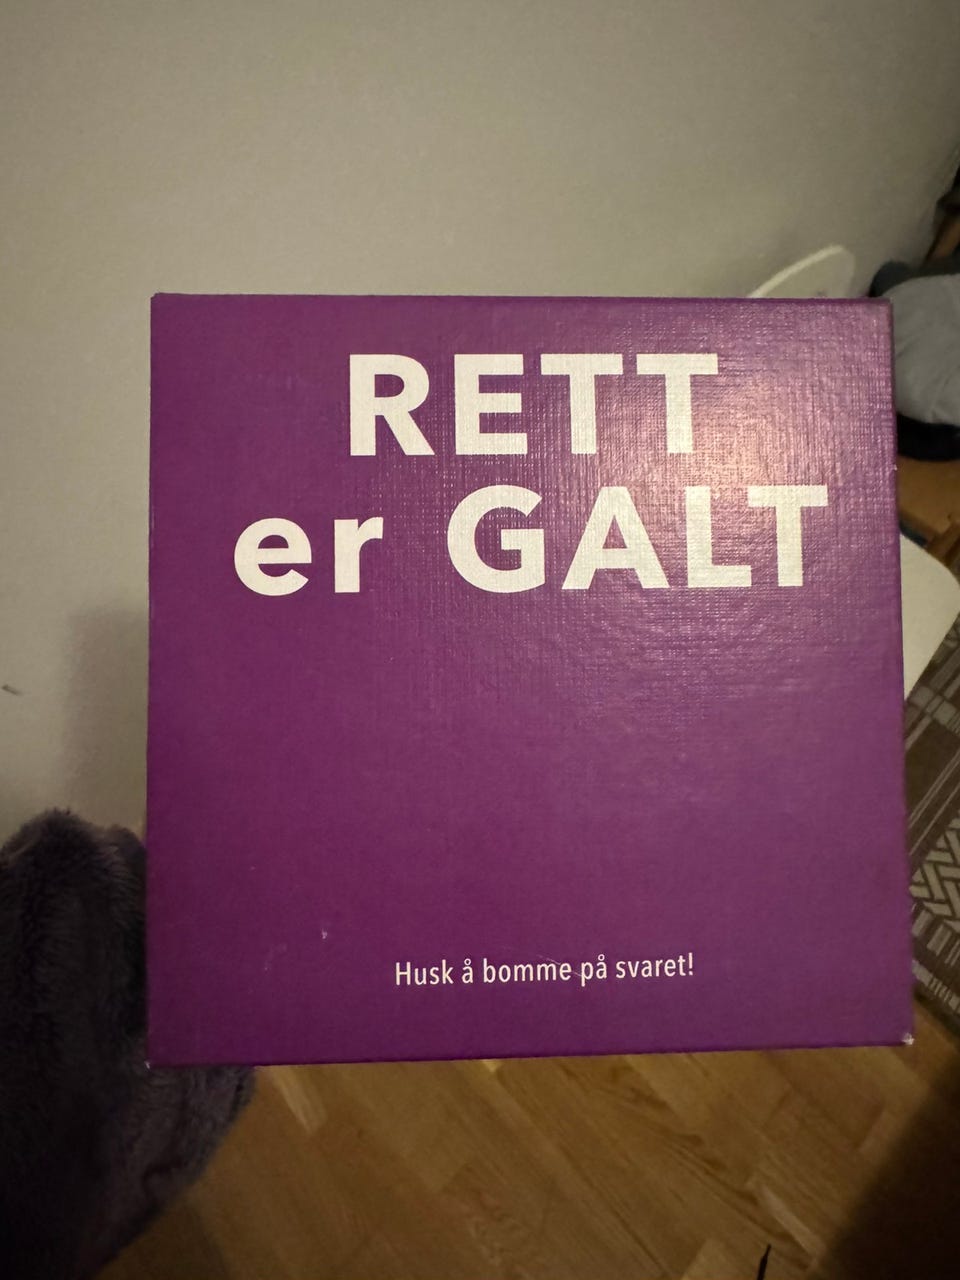 RETT
er GALT
Husk å bomme på svaret!